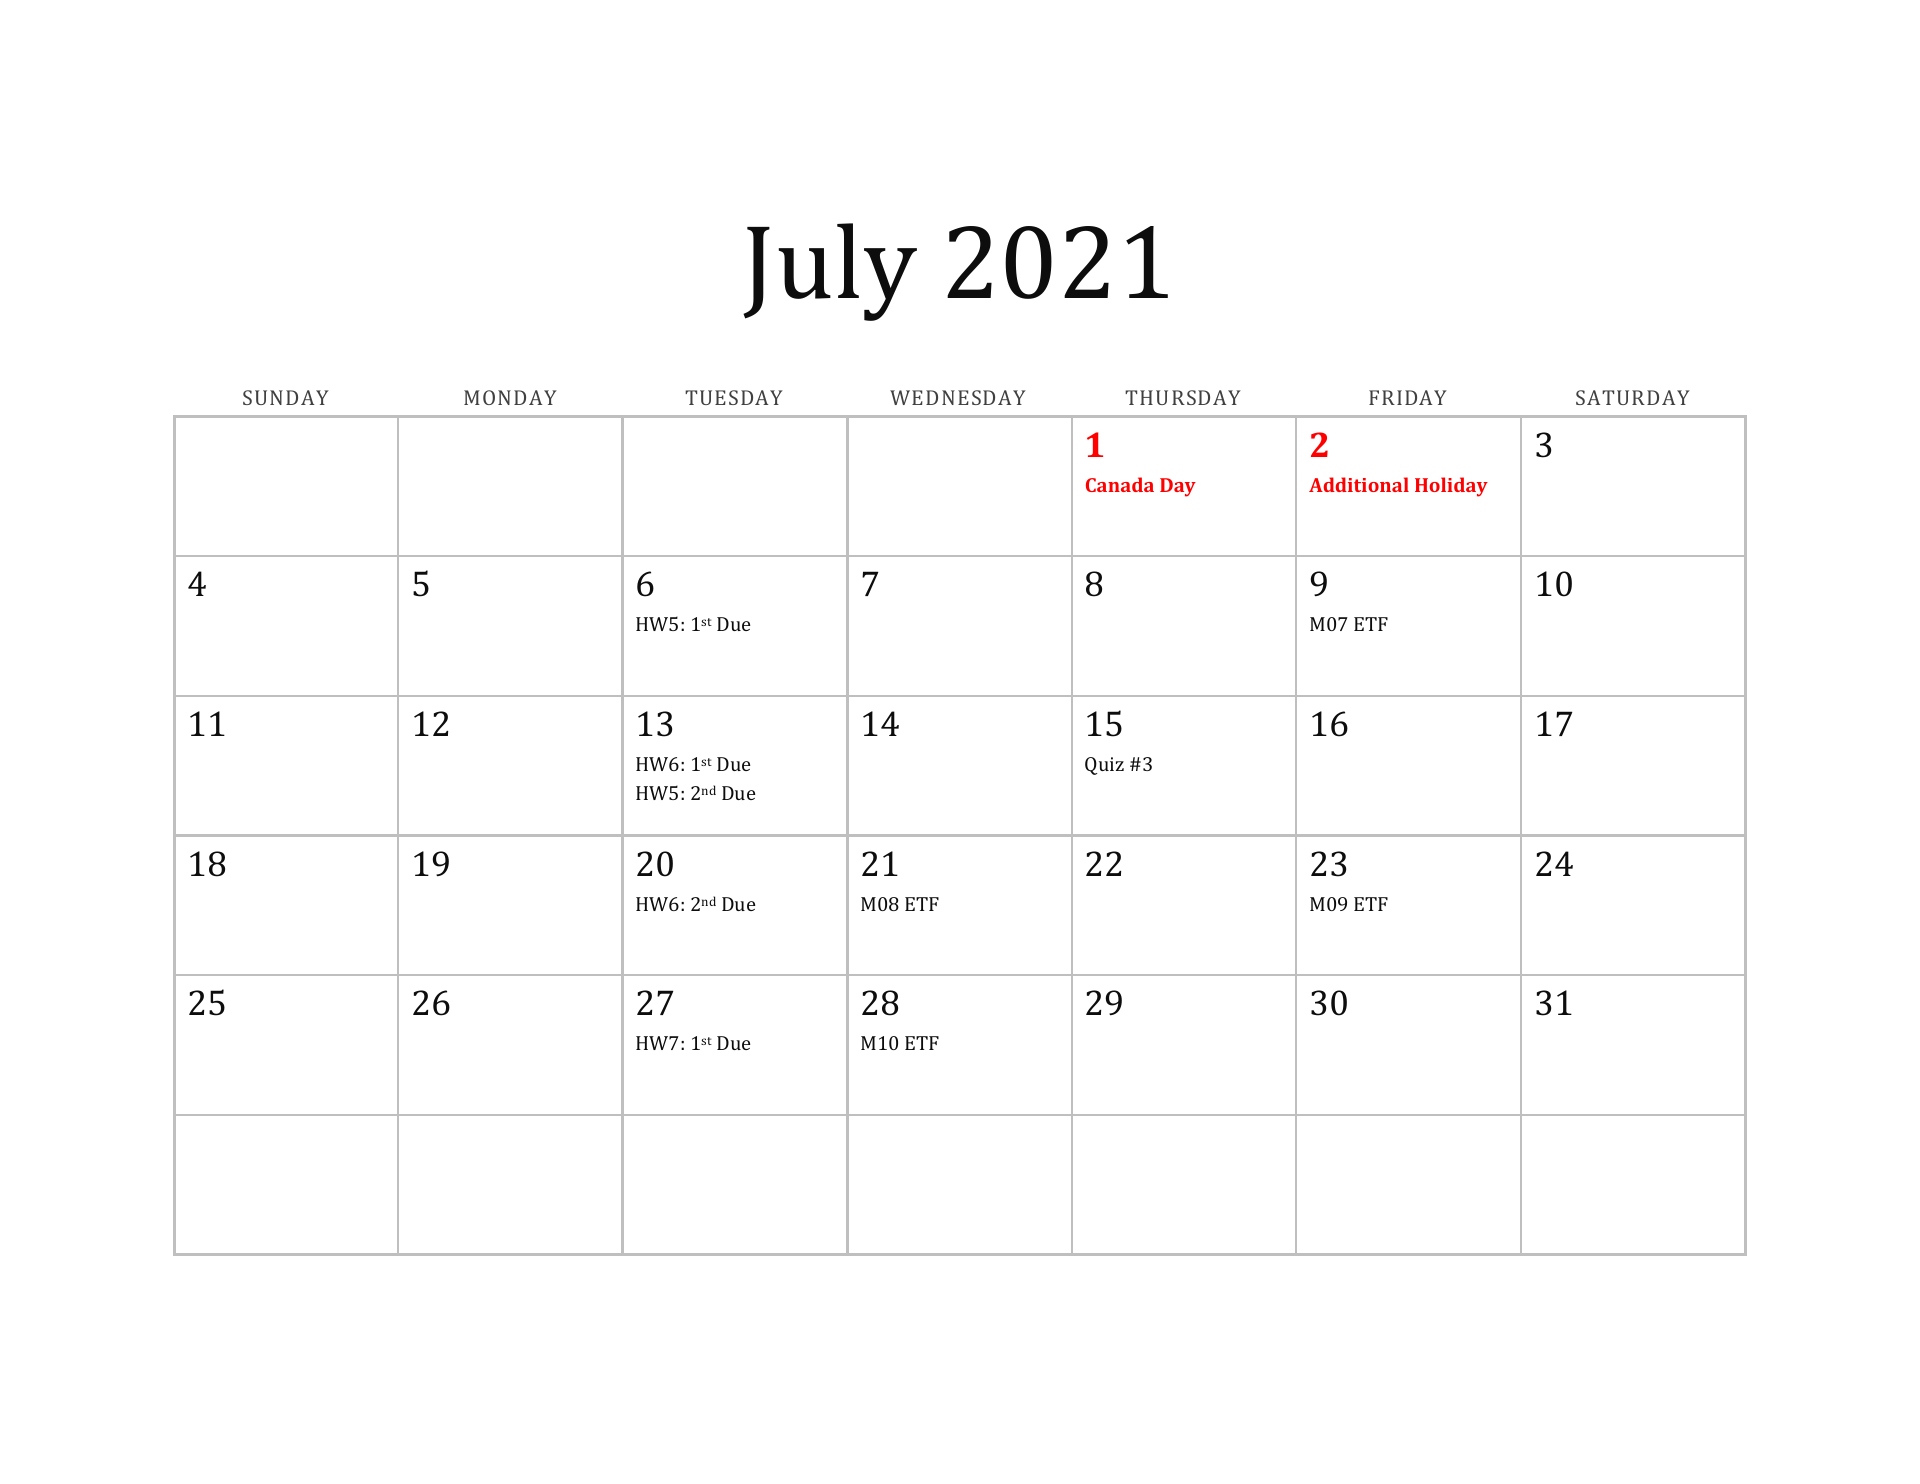 July 2021
SUNDAY MONDAY TUESDAY WEDNESDAY THURSDAY FRIDAY SATURDAY
1 2 3
Canada Day Additional Holiday
4 5 6 7 8 9 10
HW5: 1st Due M07 ETF
11 12 13 14 15 16 17
HW6: 1st Due Quiz #3
HW5: 2nd Due
18 19 20 21 22 23 24
HW6: 2nd Due M08 ETF M09 ETF
25 26 27 28 29 30 31
HW7: 1st Due M10 ETF